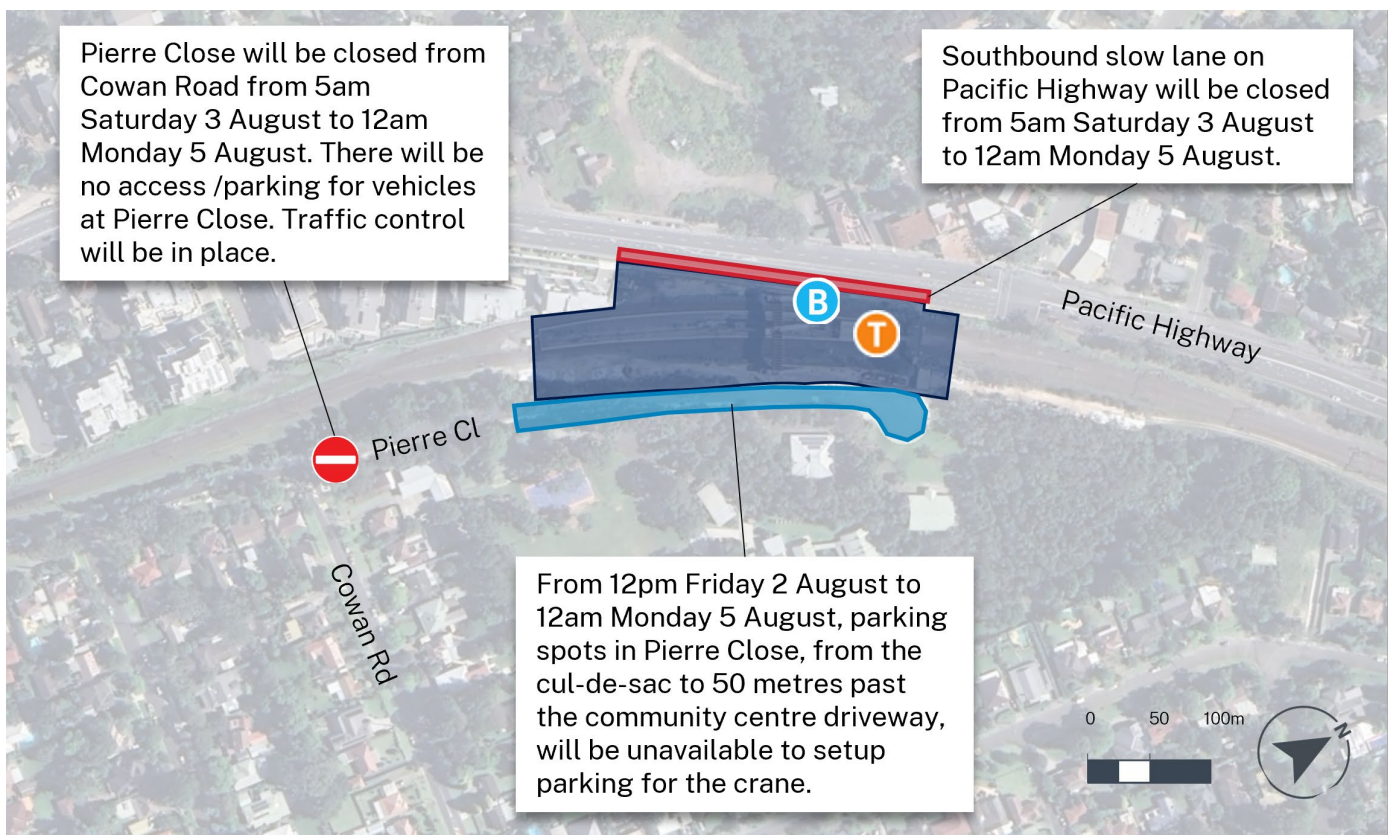 Pierre Close will be closed from
Cowan Road from 5am
Saturday 3 August to 12am
Monday 5 August. There will be
no access /parking for vehicles
at Pierre Close. Traffic control
will be in place.
Southbound slow lane on
Pacific Highway will be closed
from 5am Saturday 3 August
to 12am Monday 5 August.
B
T
Pacific Highway
Pierre Cl
Cowan Rd
From 12pm Friday 2 August to
12am Monday 5 August, parking
spots in Pierre Close, from the
cul-de-sac to 50 metres past
the community centre driveway,
will be unavailable to setup
parking for the crane.
0 50 100m
N